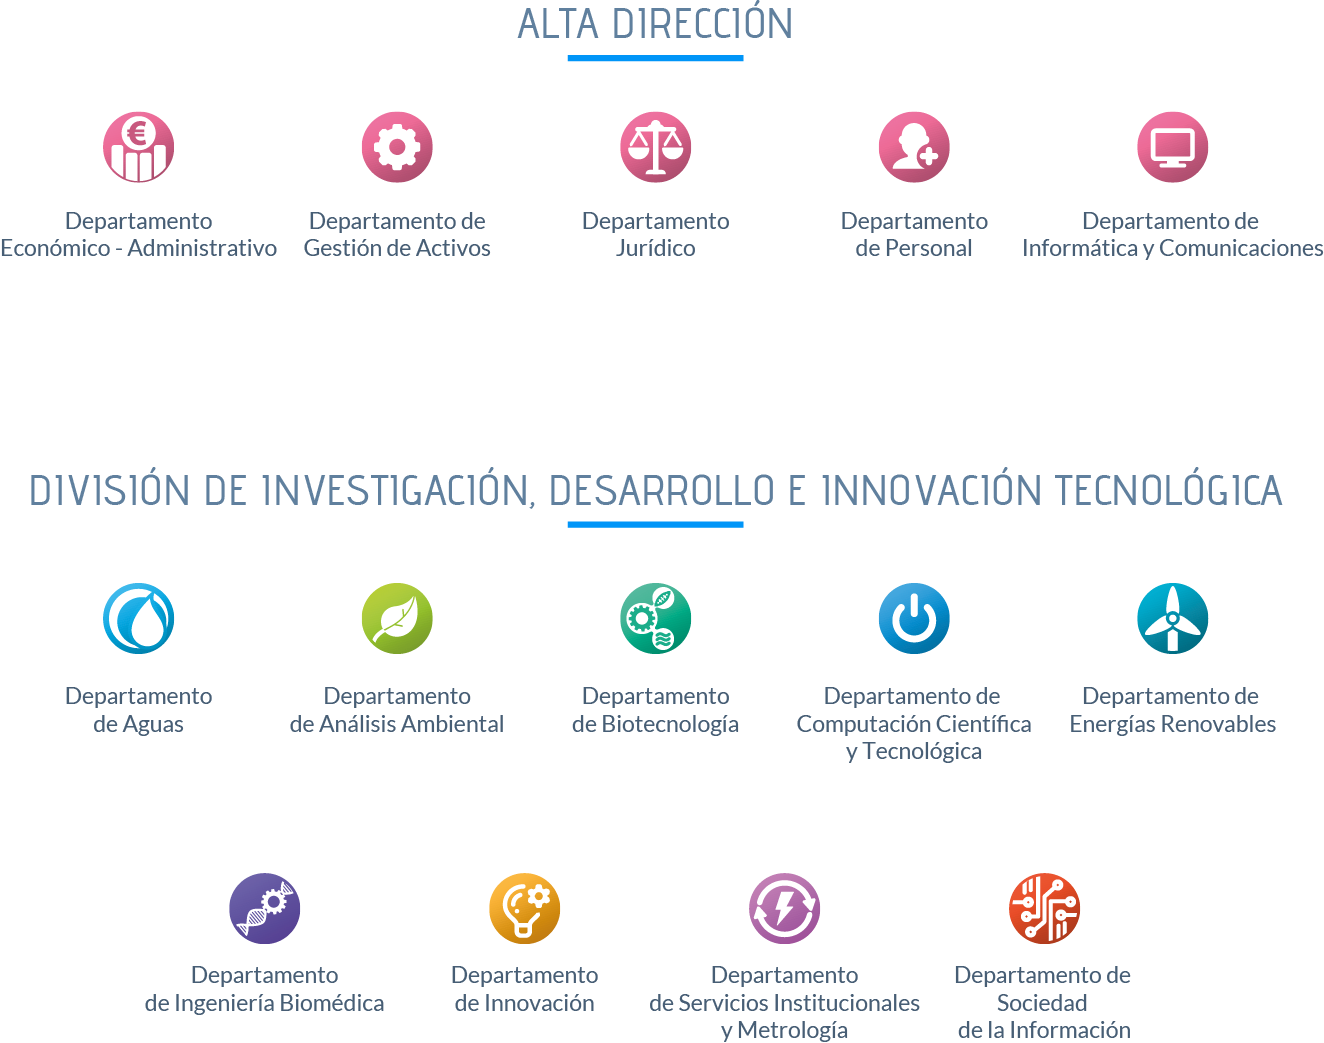 ALTA DIRECCIÓN
Departamento
Económico - Administrativo
Departamento de
Gestión de Activos
Departamento
Jurídico
Departamento
de Personal
Departamento de
Informática y Comunicaciones
DIVISIÓN DE INVESTIGACIÓN, DESARROLLO E INNOVACIÓN TECNOLÓGICA
Departamento
de Aguas
Departamento
de Análisis Ambiental
Departamento
de Biotecnología
Departamento de
Computación Científica
y Tecnológica
Departamento de
Energías Renovables
Departamento
de Ingeniería Biomédica
Departamento
de Innovación
Departamento
de Servicios Institucionales
y Metrología
Departamento de
Sociedad
de la Información